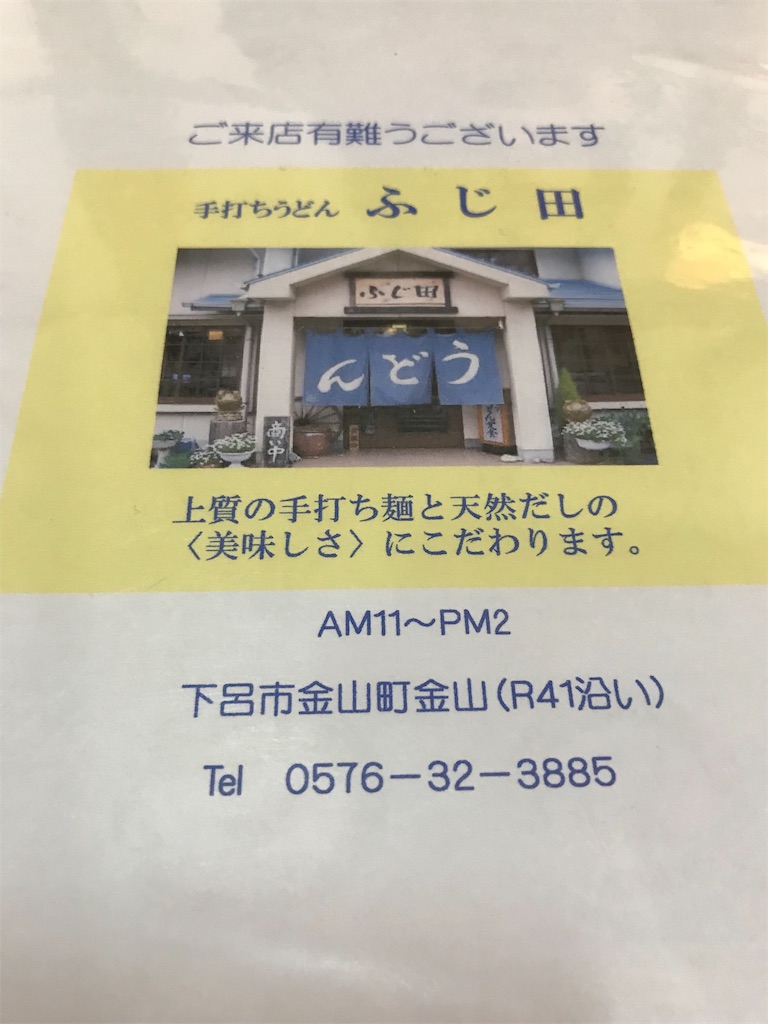 ご来店有難うございます
手打ちうどん ふじ田
ふじ田
うどん
商い中
上質の手打ち麺と天然だしの
〈美味しさ〉にこだわります。
AM11～PM2
下呂市金山町金山(R41沿い)
Tel 0576-32-3885